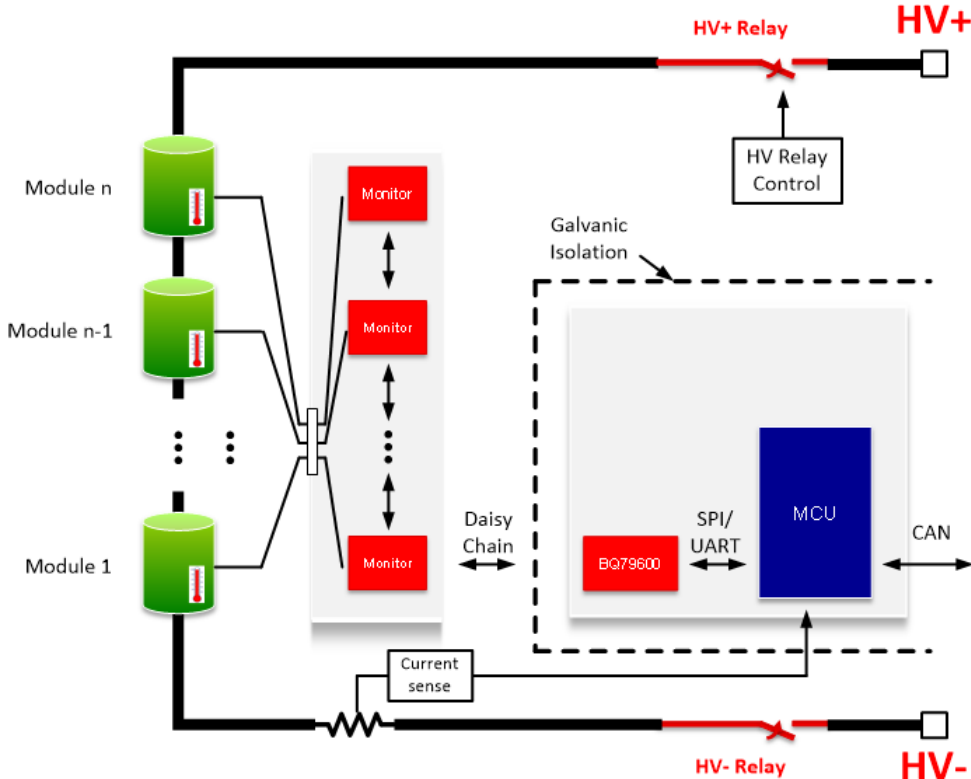 HV+
HV+ Relay
HV Relay
Control
Module n
Monitor
Galvanic
Isolation
Module n-1
Monitor
MCU
Daisy
Chain
SPI/
UART
CAN
Module 1
Monitor
BQ79600
Current
sense
HV- Relay
HV-